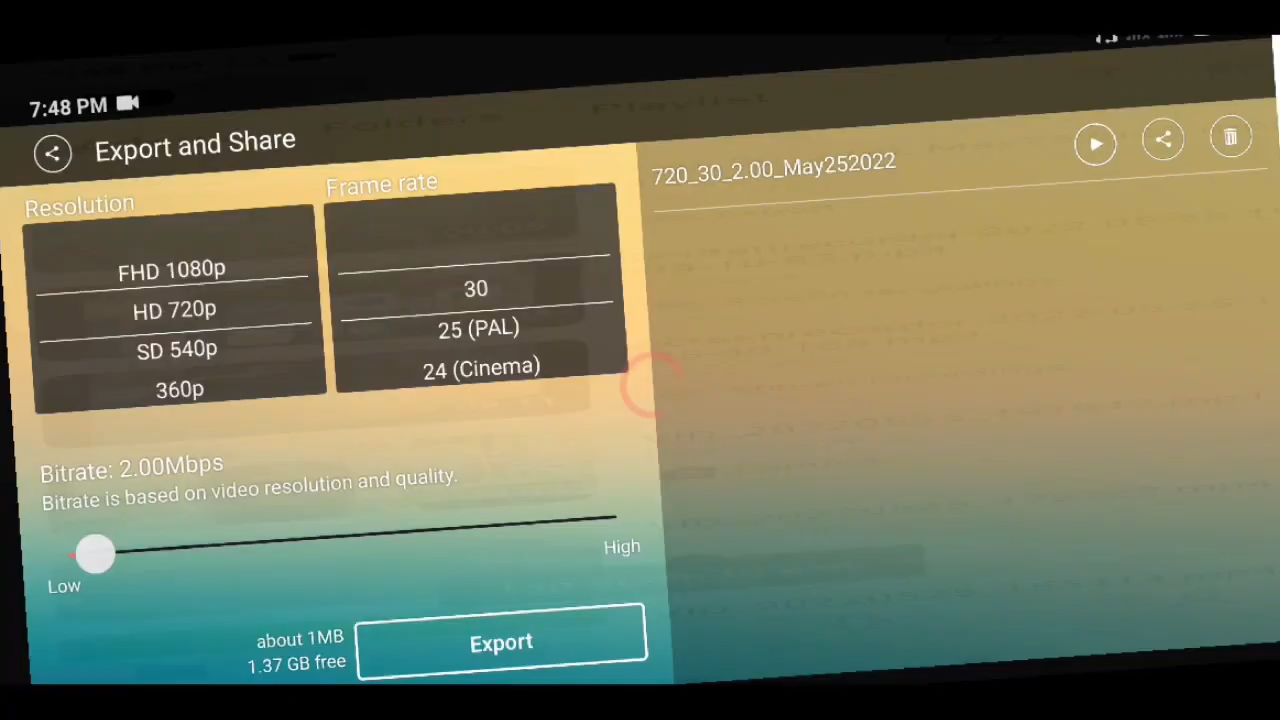 7:48 PM
Export and Share
Folders
Playlist
Resolution
FHD 1080p
HD 720p
SD 540p
360p
Frame rate
30
25 (PAL)
24 (Cinema)
Bitrate: 2.00Mbps
Bitrate is based on video resolution and quality.
Low
High
about 1MB
1.37 GB free
Export
720_30_2.00_May252022